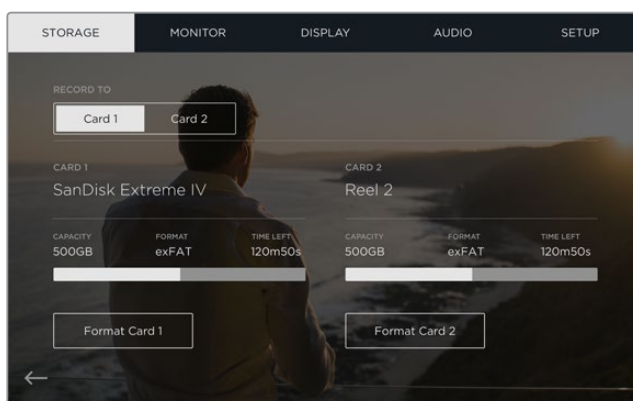 STORAGE MONITOR DISPLAY AUDIO SETUP
RECORD TO
Card 1 Card 2
CARD 1 CARD 2
SanDisk Extreme IV Reel 2
CAPACITY FORMAT TIME LEFT CAPACITY FORMAT TIME LEFT
500GB exFAT 120m50s 500GB exFAT 120m50s
Format Card 1 Format Card 2